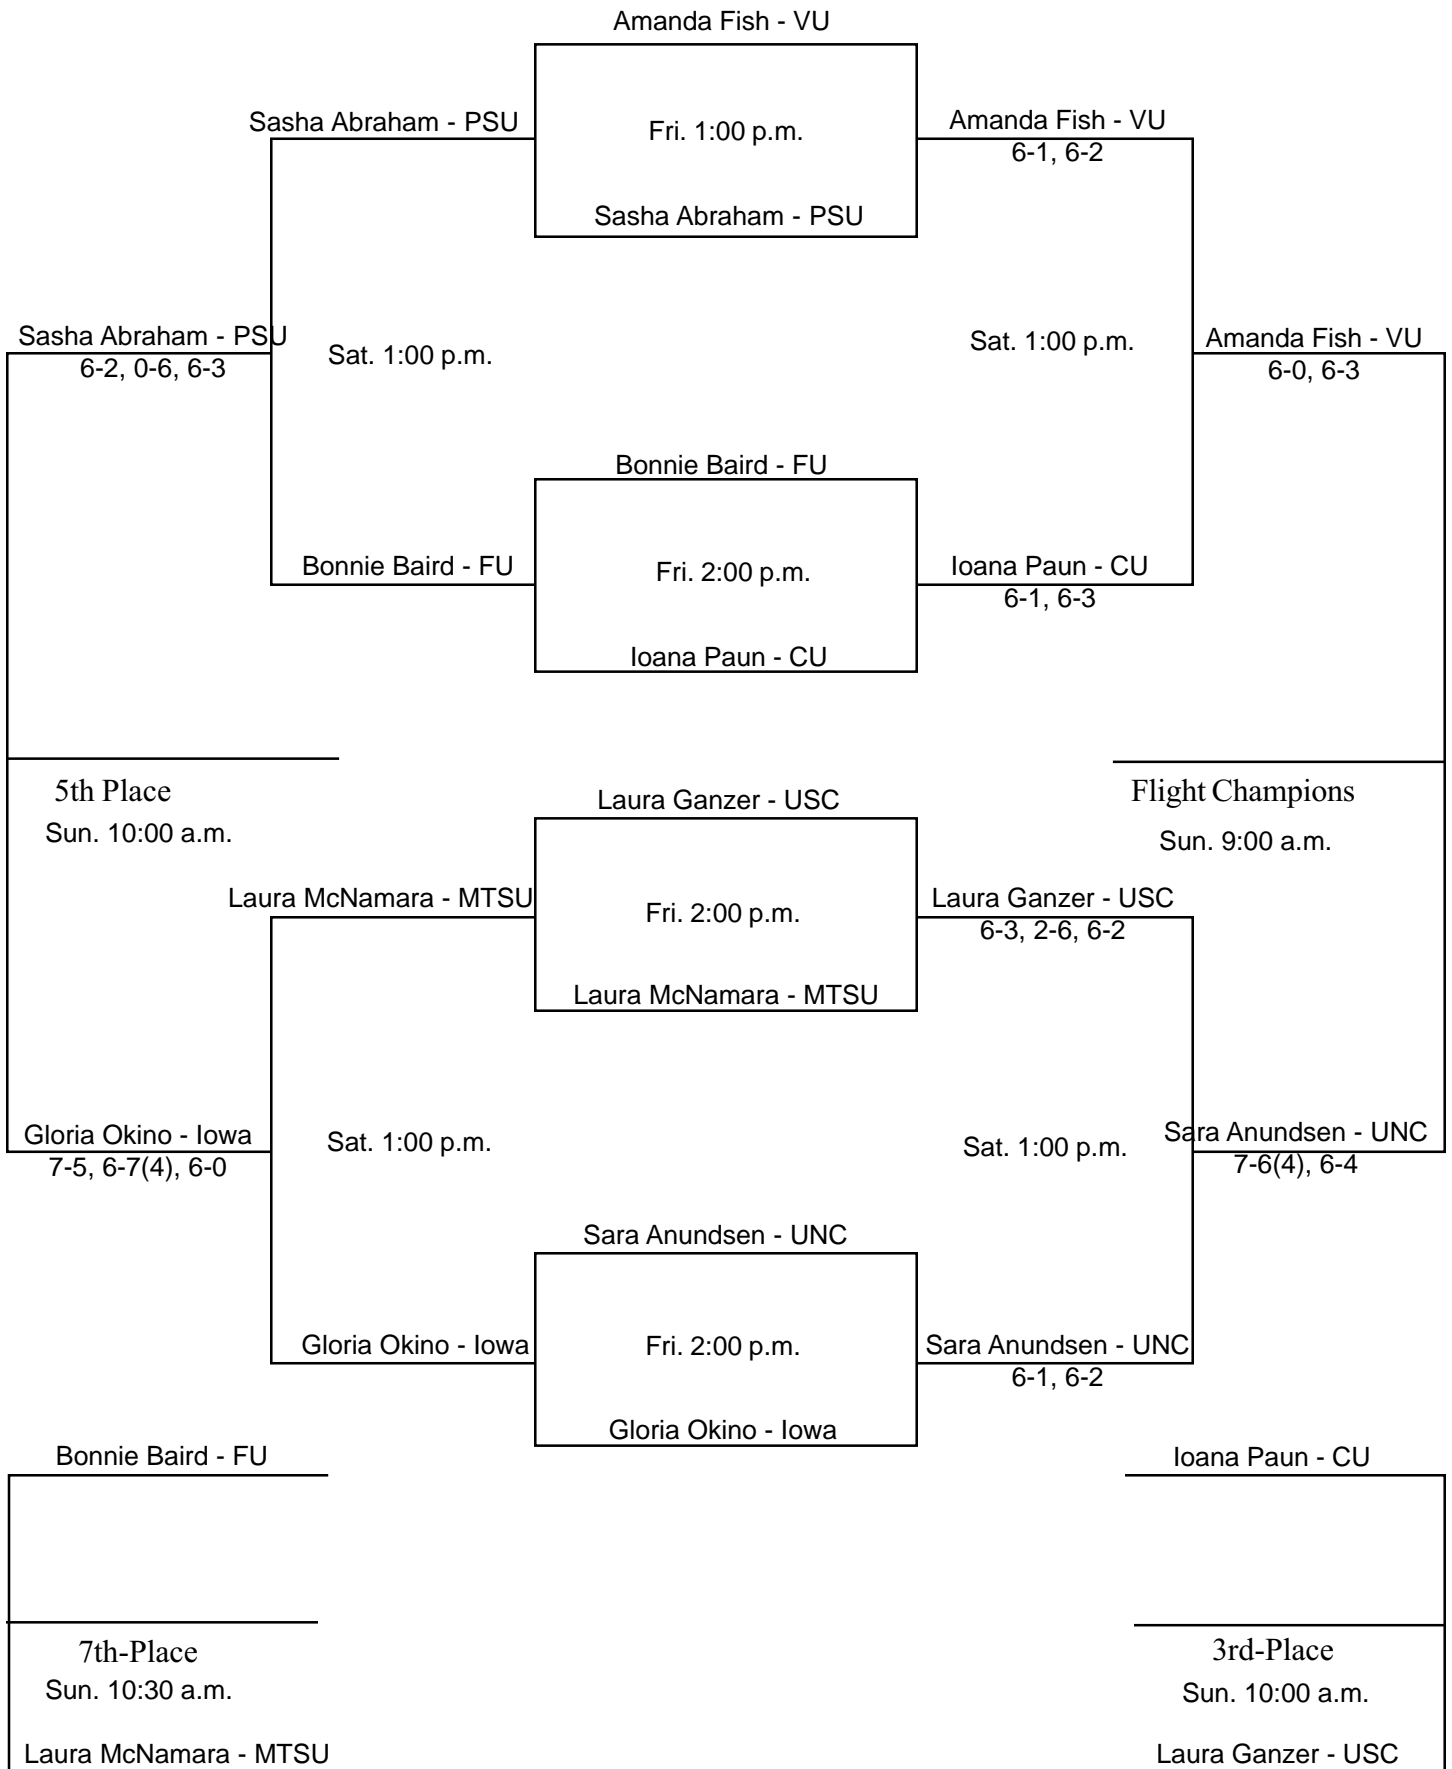 Amanda Fish - VU
Sasha Abraham - PSU
Fri. 1:00 p.m.
Amanda Fish - VU
6-1, 6-2
Sasha Abraham - PSU
Sasha Abraham - PSU
6-2, 0-6, 6-3
Sat. 1:00 p.m.
Sat. 1:00 p.m.
Amanda Fish - VU
6-0, 6-3
Bonnie Baird - FU
Bonnie Baird - FU
Fri. 2:00 p.m.
Ioana Paun - CU
6-1, 6-3
Ioana Paun - CU
5th Place
Sun. 10:00 a.m.
Laura Ganzer - USC
Flight Champions
Sun. 9:00 a.m.
Laura McNamara - MTSU
Fri. 2:00 p.m.
Laura Ganzer - USC
6-3, 2-6, 6-2
Laura McNamara - MTSU
Gloria Okino - Iowa
7-5, 6-7(4), 6-0
Sat. 1:00 p.m.
Sat. 1:00 p.m.
Sara Anundsen - UNC
7-6(4), 6-4
Sara Anundsen - UNC
Gloria Okino - Iowa
Fri. 2:00 p.m.
Sara Anundsen - UNC
6-1, 6-2
Gloria Okino - Iowa
Bonnie Baird - FU
Ioana Paun - CU
7th-Place
Sun. 10:30 a.m.
3rd-Place
Sun. 10:00 a.m.
Laura McNamara - MTSU
Laura Ganzer - USC